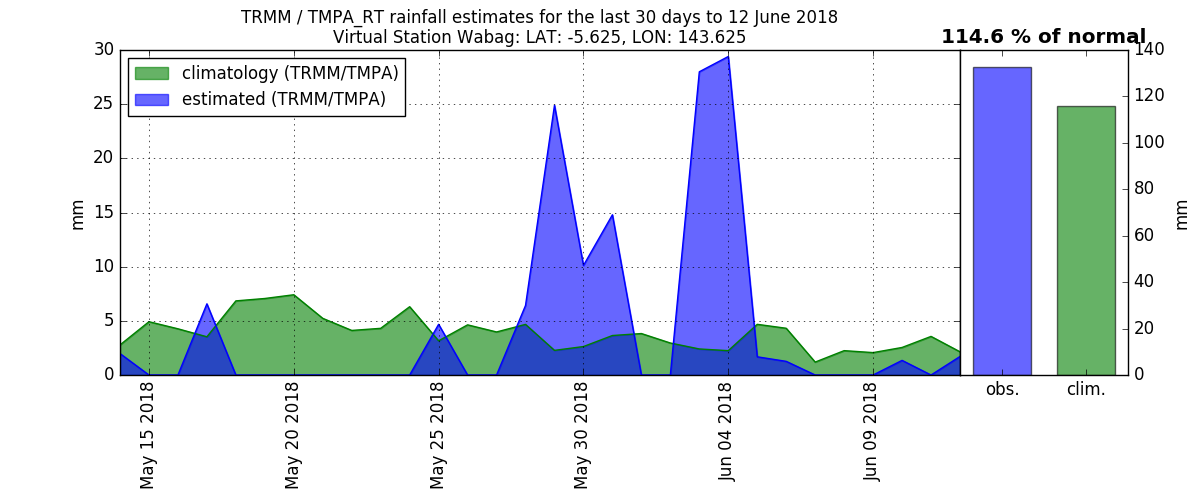 TRMM / TMPA_RT rainfall estimates for the last 30 days to 12 June 2018
Virtual Station Wabag: LAT: -5.625, LON: 143.625
114.6 % of normal
climatology (TRMM/TMPA)
estimated (TRMM/TMPA)
mm
30
25
20
15
10
5
0
May 15 2018
May 20 2018
May 25 2018
May 30 2018
Jun 04 2018
Jun 09 2018
140
120
100
80
60
40
20
0
mm
obs.
clim.